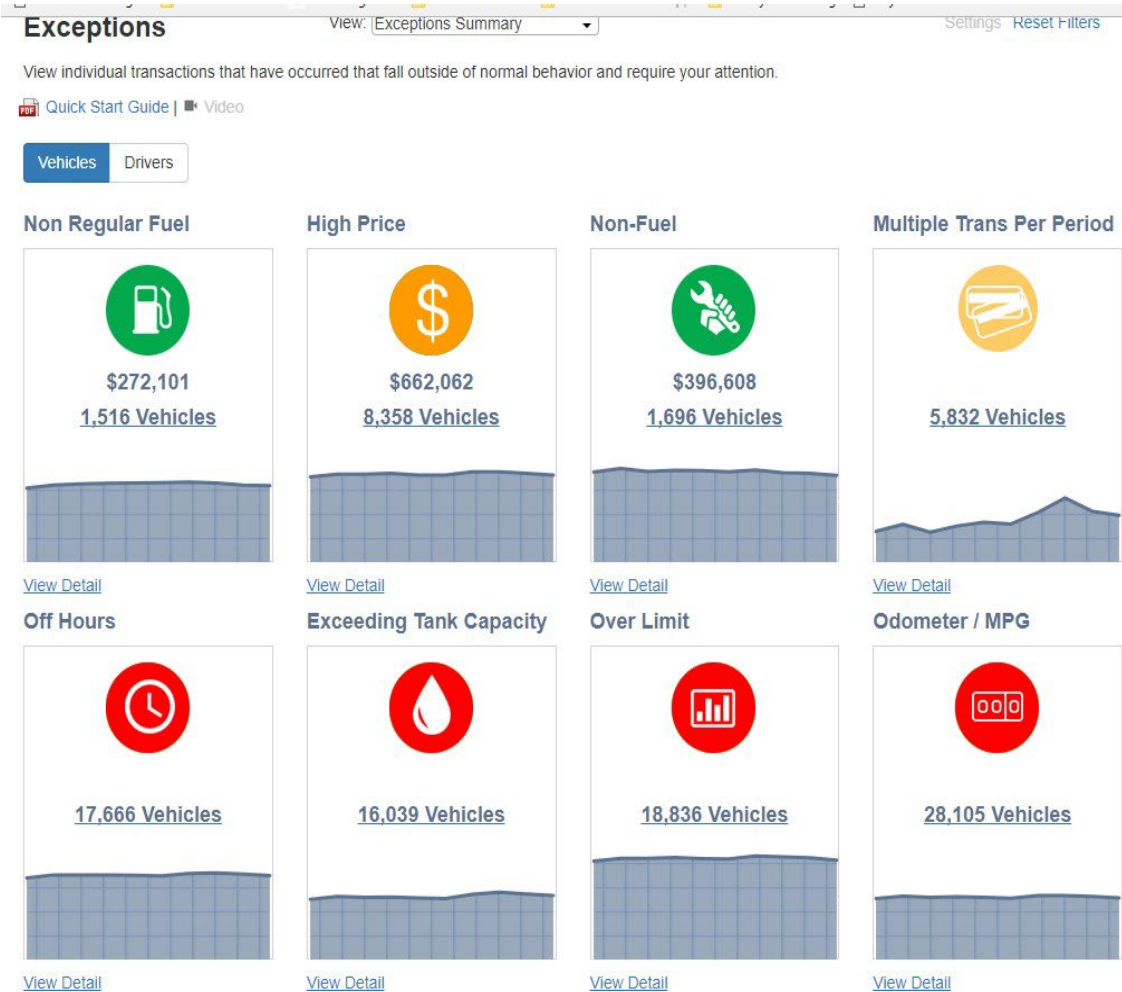 Exceptions
View: Exceptions Summary
Settings Reset Filters
View individual transactions that have occurred that fall outside of normal behavior and require your attention.
PDF Quick Start Guide | Video
Vehicles Drivers
Non Regular Fuel
$272,101
1,516 Vehicles
View Detail
High Price
$
$662,062
8,358 Vehicles
View Detail
Non-Fuel
$396,608
1,696 Vehicles
View Detail
Multiple Trans Per Period
5,832 Vehicles
View Detail
Off Hours
17,666 Vehicles
View Detail
Exceeding Tank Capacity
16,039 Vehicles
View Detail
Over Limit
18,836 Vehicles
View Detail
Odometer / MPG
000
28,105 Vehicles
View Detail